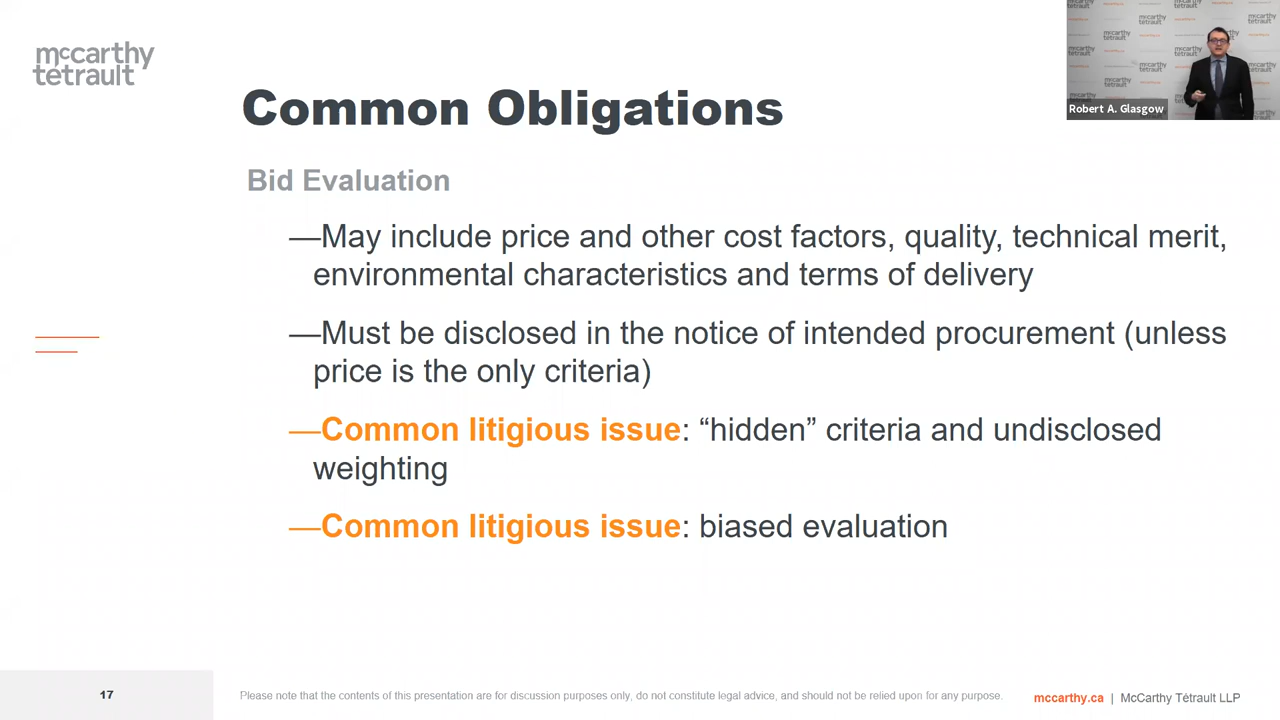 mccarthy
tetrault
Common Obligations
Bid Evaluation
—May include price and other cost factors, quality, technical merit,
environmental characteristics and terms of delivery
—Must be disclosed in the notice of intended procurement (unless
price is the only criteria)
—Common litigious issue: “hidden” criteria and undisclosed
weighting
—Common litigious issue: biased evaluation
Robert A. Glasgow
17
Please note that the contents of this presentation are for discussion purposes only, do not constitute legal advice, and should not be relied upon for any purpose.
mccarthy.ca | McCarthy Tétrault LLP